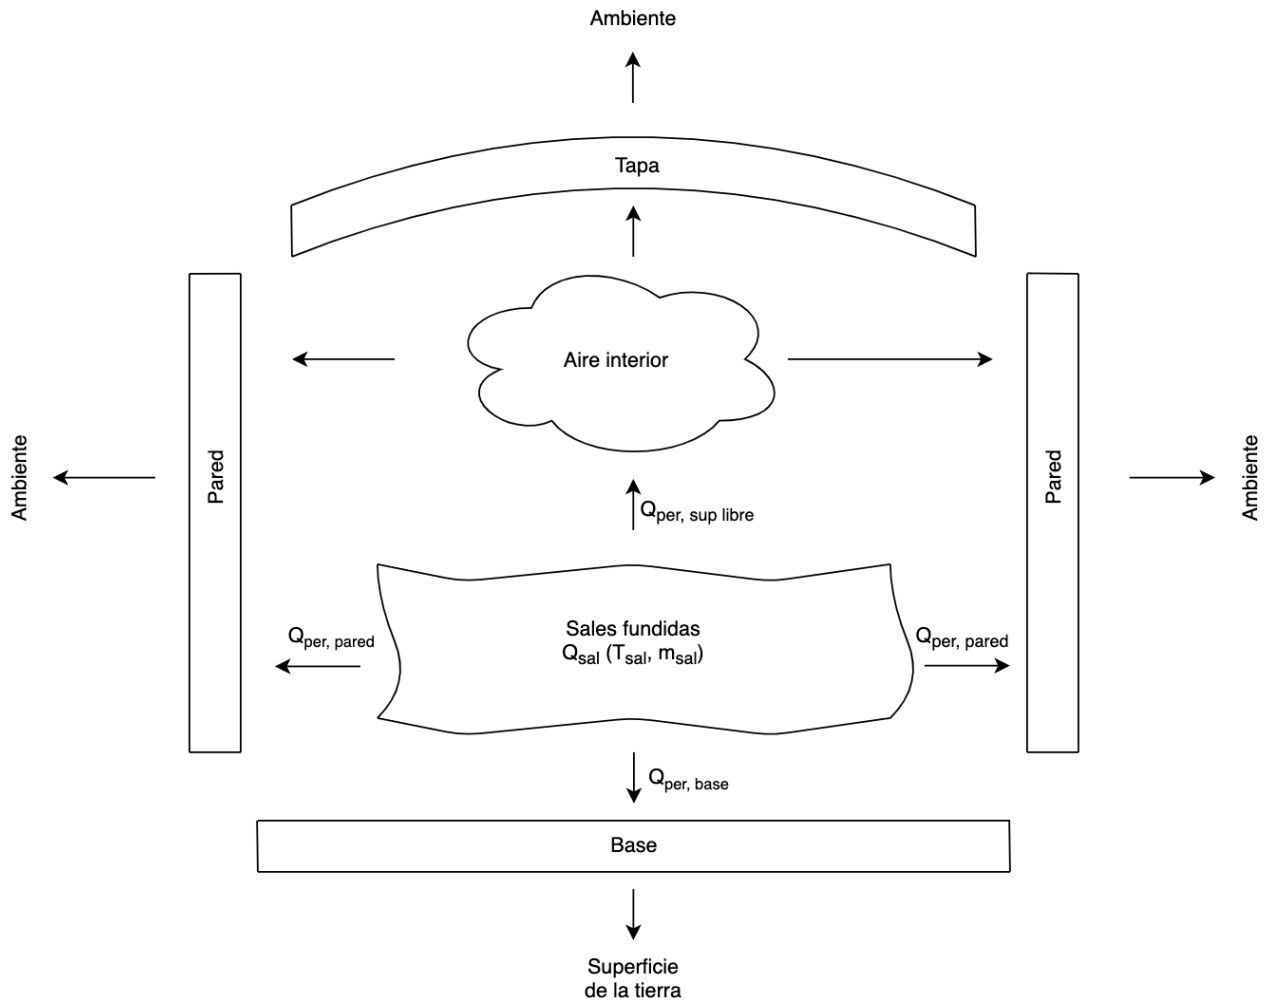 Ambiente
Tapa
Aire interior
Ambiente
Pared
Pared
Ambiente
Qper, sup libre
Sales fundidas
Qsal (Tsal, msal)
Qper, pared
Qper, pared
Qper, base
Base
Superficie
de la tierra